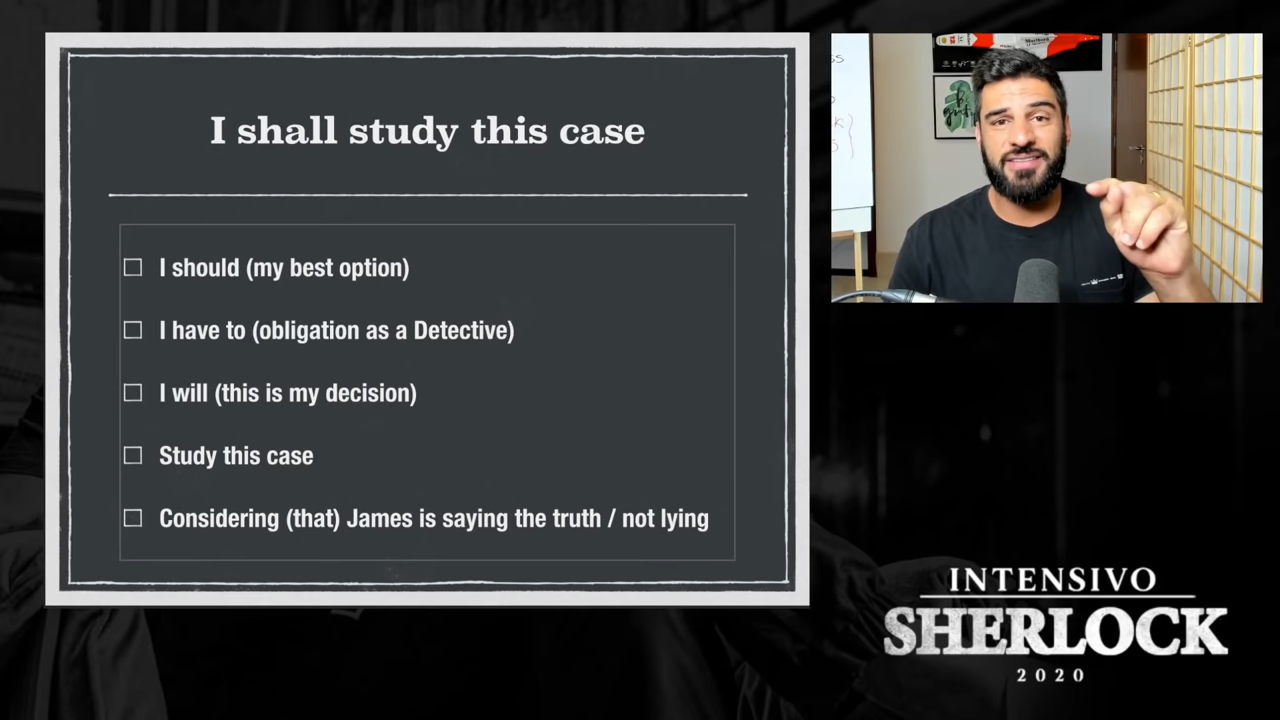 I shall study this case
I should (my best option)
I have to (obligation as a Detective)
I will (this is my decision)
Study this case
Considering (that) James is saying the truth / not lying
INTENSIVO
SHERLOCK
2020